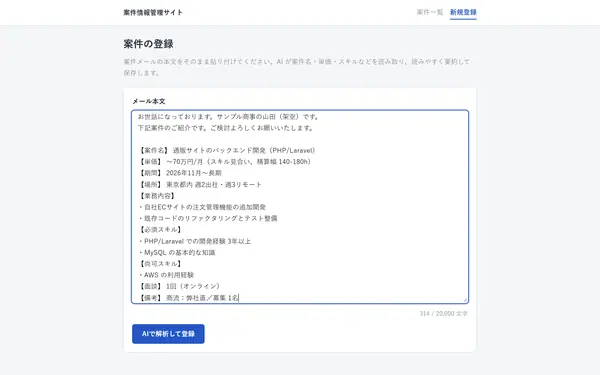 案件情報管理サイト
案件一覧 新規登録
案件の登録
案件メールの本文をそのまま貼り付けてください。AI が案件名・単価・スキルなどを読み取り、読みやすく要約して
保存します。
メール本文
お世話になっております。サンプル商事の山田（架空）です。
下記案件のご紹介です。ご検討よろしくお願いいたします。
【案件名】 通販サイトのバックエンド開発（PHP/Laravel）
【単価】 〜70万円/月（スキル見合い、精算幅 140-180h）
【期間】 2026年11月〜長期
【場所】 東京都内 週2出社・週3リモート
【業務内容】
・自社ECサイトの注文管理機能の追加開発
・既存コードのリファクタリングとテスト整備
【必須スキル】
・PHP/Laravel での開発経験 3年以上
・MySQL の基本的な知識
【尚可スキル】
・AWS の利用経験
【面談】 1回（オンライン）
【備考】 商流：弊社直／募集 1名
314 / 20,000 文字
AIで解析して登録